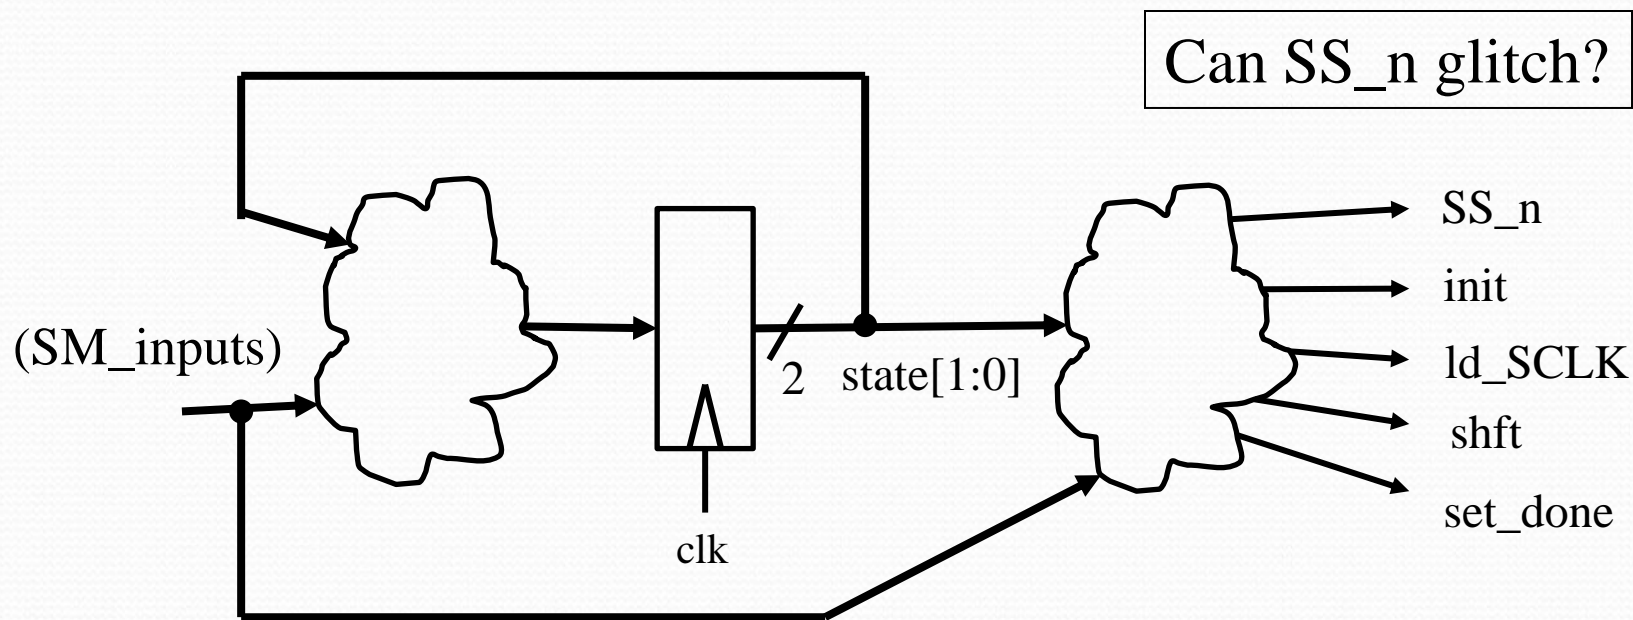 Can SS_n glitch?
SS_n
init
(SM_inputs)
ld_SCLK
2
state[1:0]
shft
set_done
clk